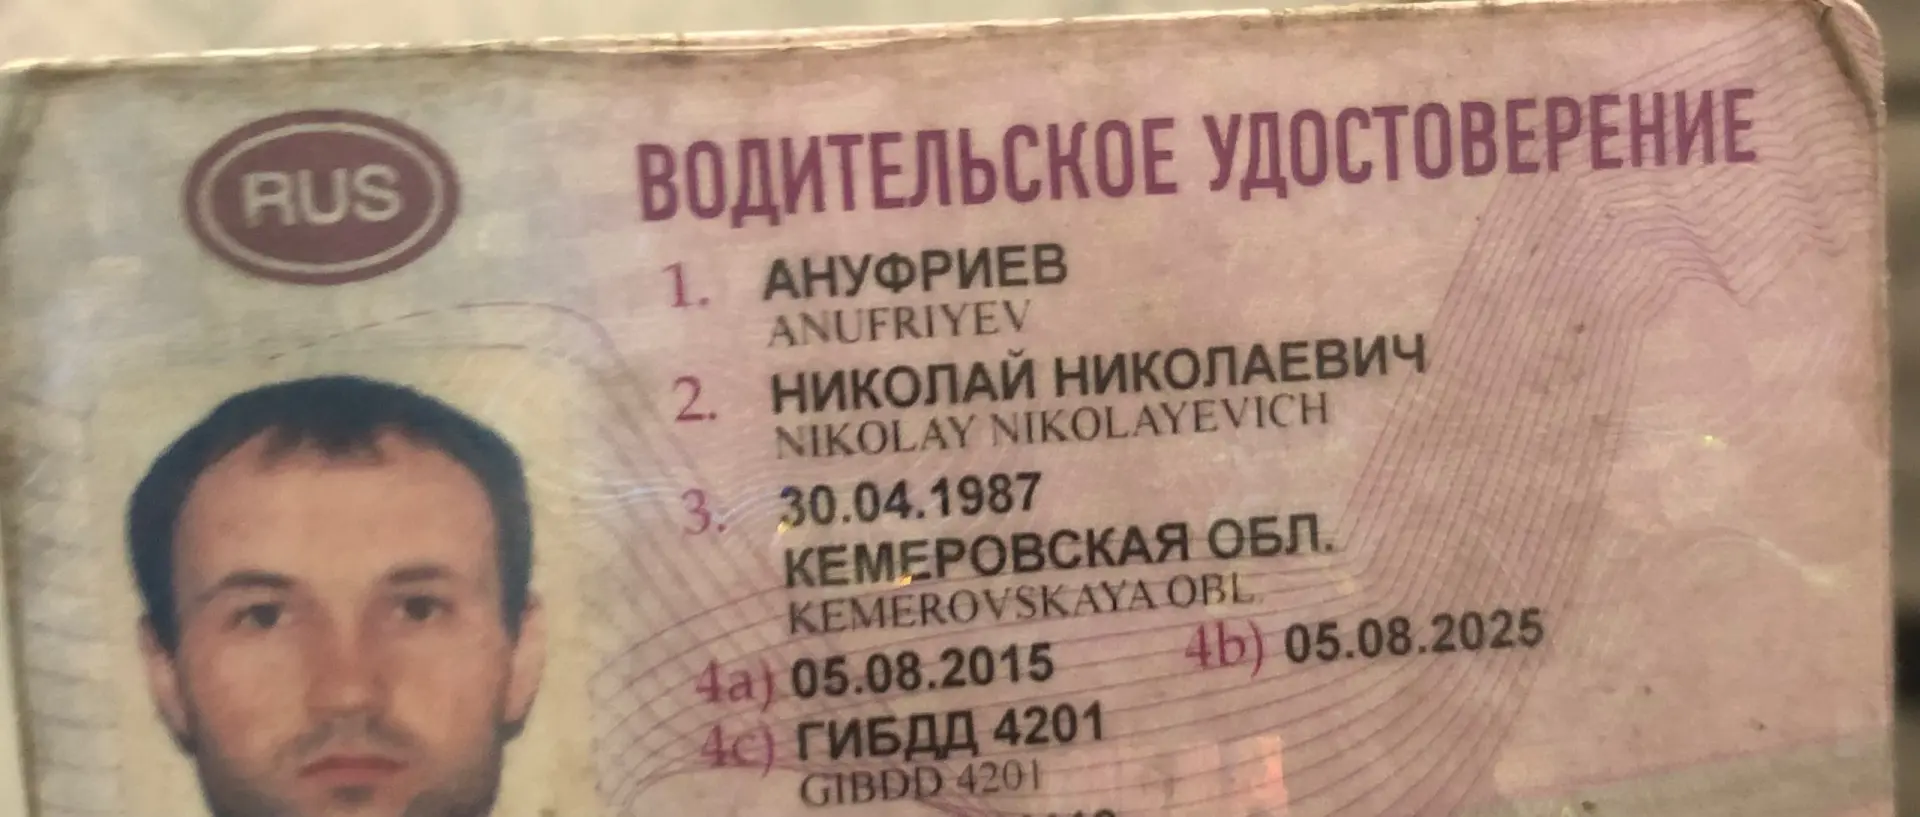 RUS
ВОДИТЕЛЬСКОЕ УДОСТОВЕРЕНИЕ
1. АНУФРИЕВ
ANUFRIYEV
2. НИКОЛАЙ НИКОЛАЕВИЧ
NIKOLAY NIKOLAYEVICH
3. 30.04.1987
КЕМЕРОВСКАЯ ОБЛ.
KEMEROVSKAYA OBL.
4a) 05.08.2015 4b) 05.08.2025
4c) ГИБДД 4201
GIBDD 4201